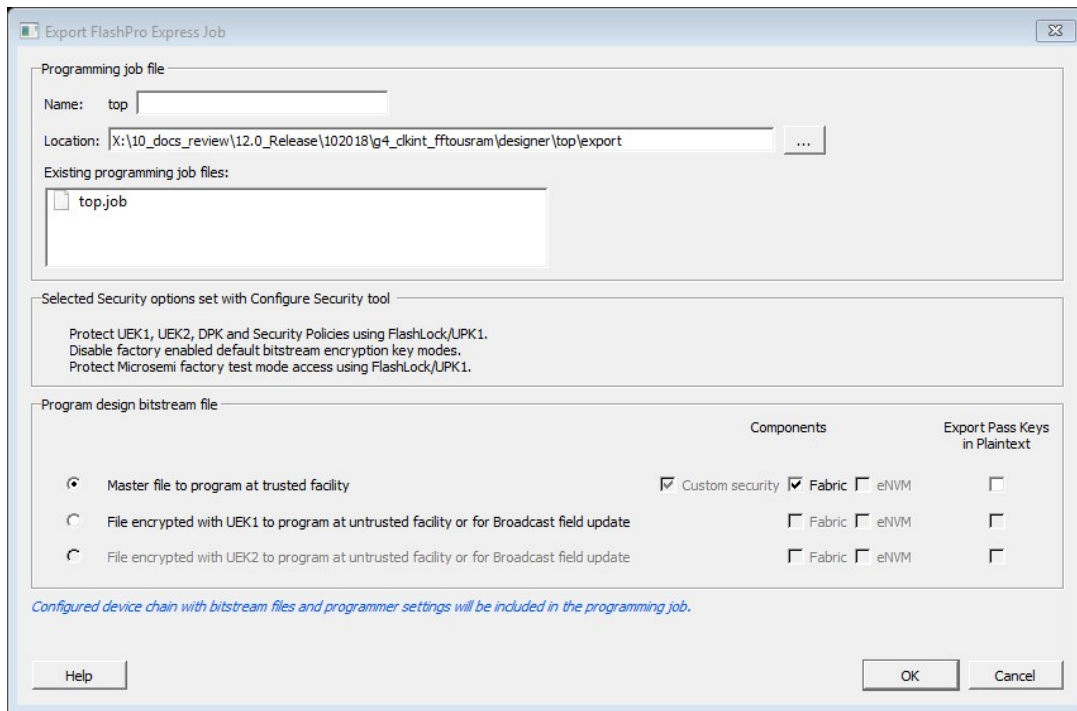 Export FlashPro Express Job
Programming job file
Name: top
Location: X:\10_docs_review\12.0_Release\102018\g4_clkint_fftousram\designer\top\export ...
Existing programming job files:
top.job
Selected Security options set with Configure Security tool
Protect UEK1, UEK2, DPK and Security Policies using FlashLock/UPK1.
Disable factory enabled default bitstream encryption key modes.
Protect Microsemi factory test mode access using FlashLock/UPK1.
Program design bitstream file
Components Export Pass Keys
in Plaintext
Master file to program at trusted facility Custom security Fabric eNVM
File encrypted with UEK1 to program at untrusted facility or for Broadcast field update Fabric eNVM
File encrypted with UEK2 to program at untrusted facility or for Broadcast field update Fabric eNVM
Configured device chain with bitstream files and programmer settings will be included in the programming job.
Help OK Cancel